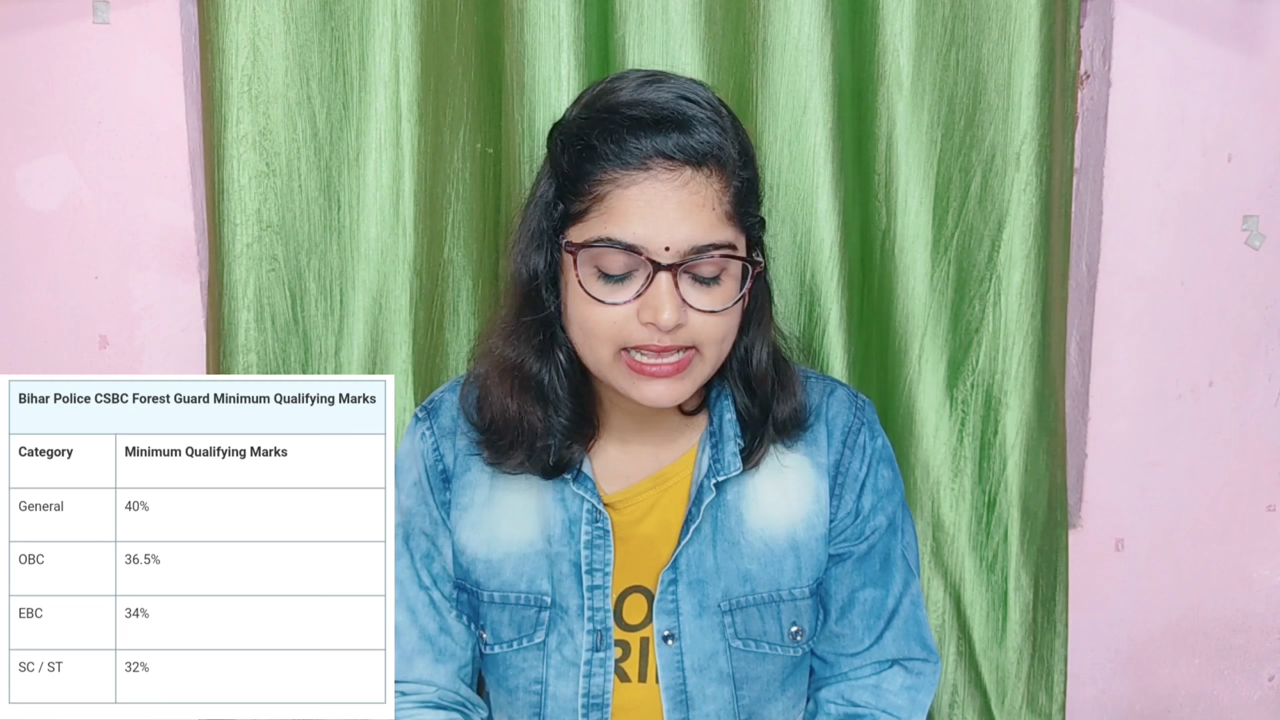 Bihar Police CSBC Forest Guard Minimum Qualifying Marks
Category Minimum Qualifying Marks
General 40%
OBC 36.5%
EBC 34%
SC / ST 32%